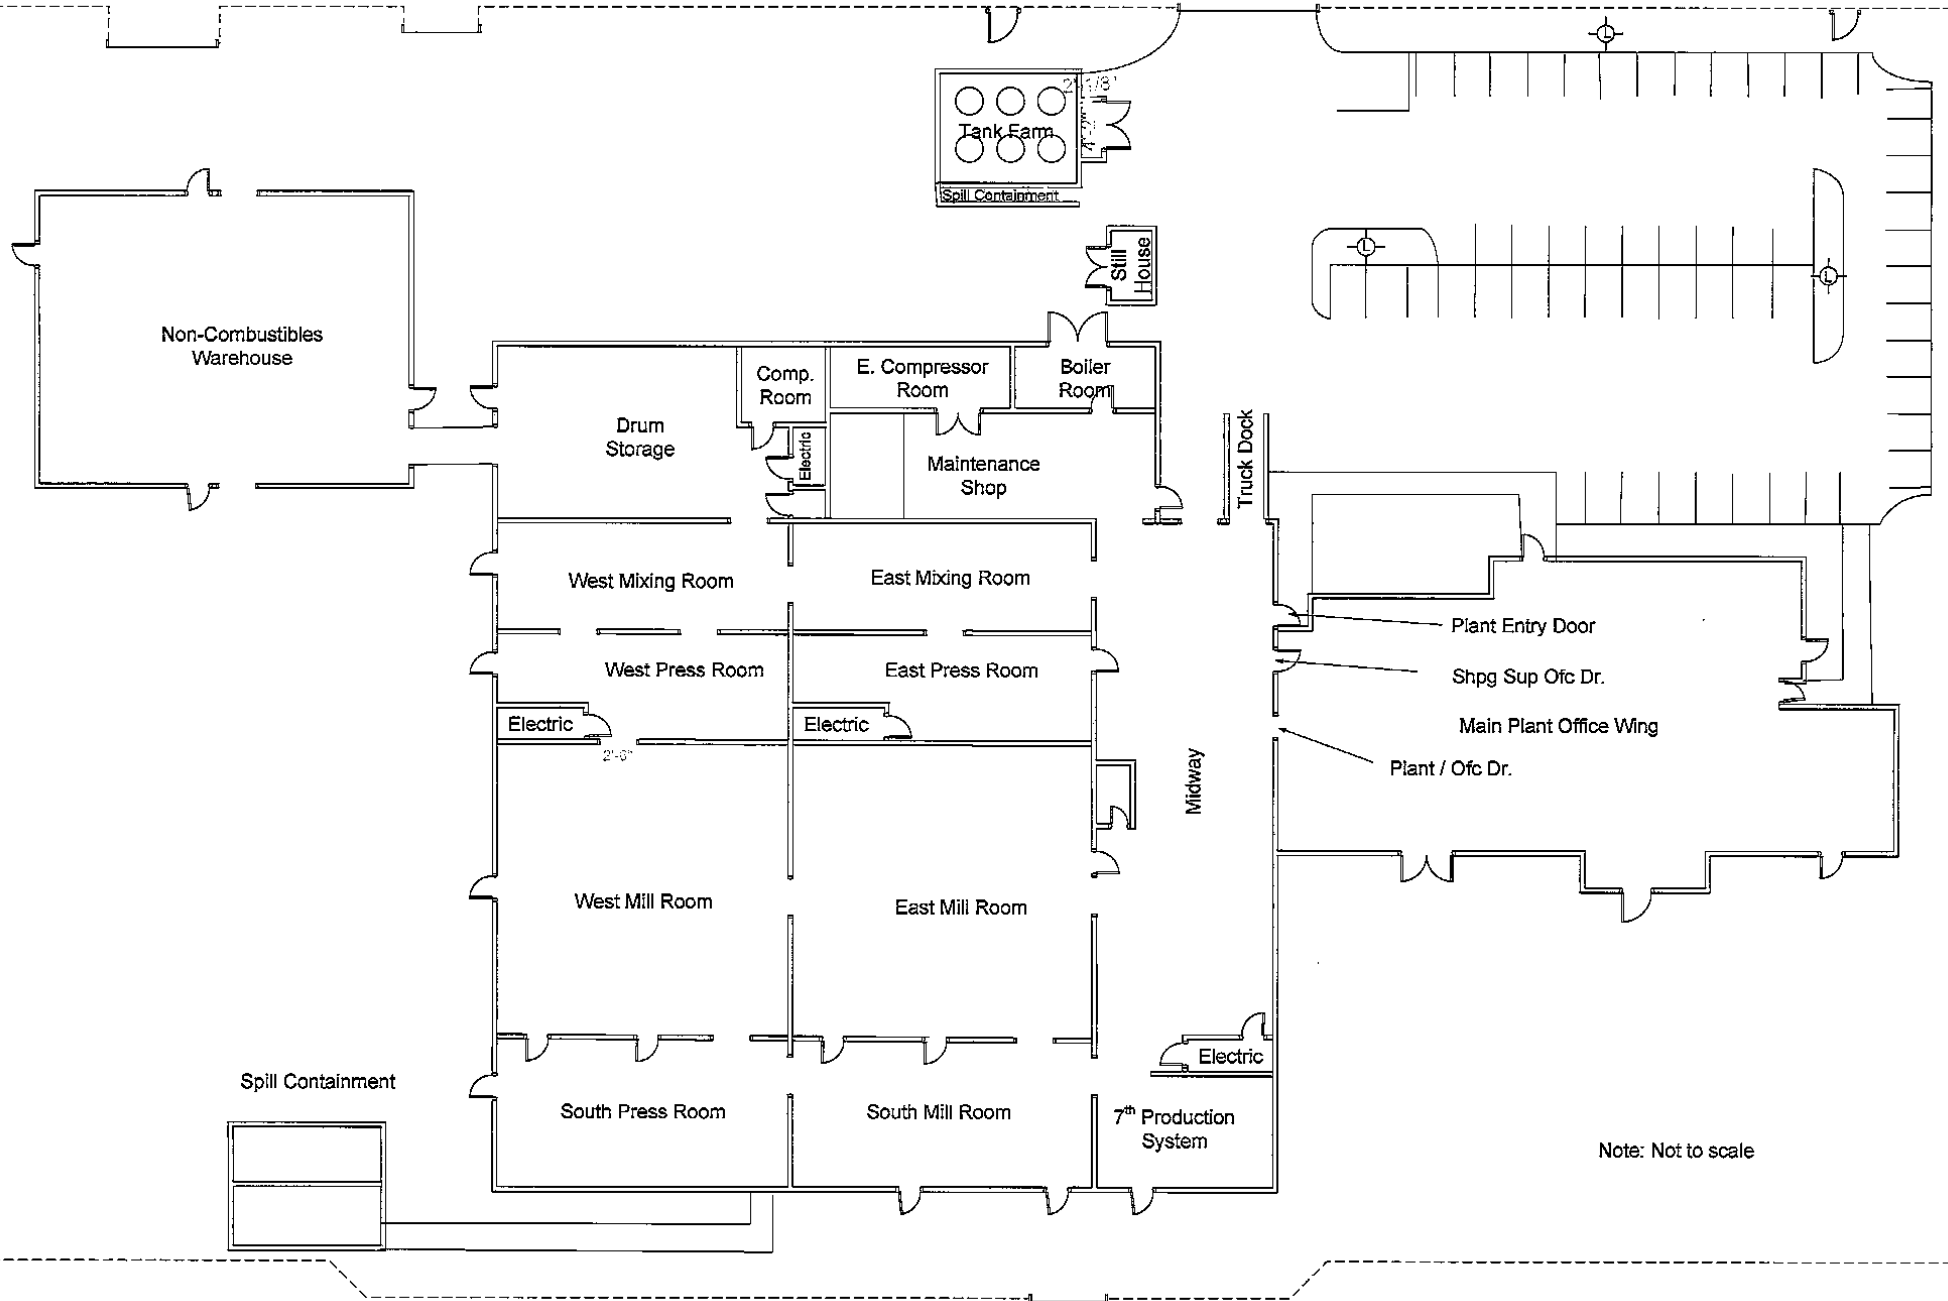 Tank Farm
Spill Containment
Still
House
Non-Combustibles
Warehouse
Comp.
Room
E. Compressor
Room
Boiler
Room
Drum
Storage
Electric
Maintenance
Shop
Truck Dock
West Mixing Room
East Mixing Room
Plant Entry Door
West Press Room
East Press Room
Shpg Sup Ofc Dr.
Electric
Electric
Main Plant Office Wing
2'-6"
Plant / Ofc Dr.
Midway
West Mill Room
East Mill Room
Electric
Spill Containment
South Press Room
South Mill Room
7th Production
System
Note: Not to scale
L
L
L